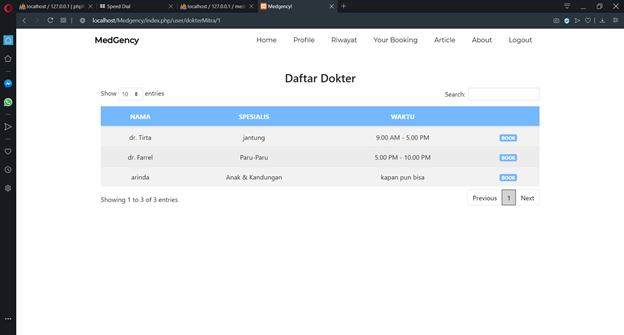 localhost / 127.0.0.1 | phpM
Speed Dial
localhost / 127.0.0.1 / med
Medgency!
localhost/Medgency/index.php/user/dokterMitra/1
MedGency Home Profile Riwayat Your Booking Article About Logout
Daftar Dokter
Show 10 entries Search:
NAMA SPESIALIS WAKTU
dr. Tirta jantung 9.00 AM - 5.00 PM BOOK
dr. Farrel Paru-Paru 5.00 PM - 10.00 PM BOOK
arinda Anak & Kandungan kapan pun bisa BOOK
Showing 1 to 3 of 3 entries Previous 1 Next